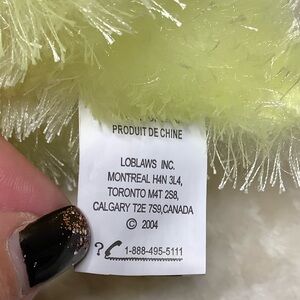 PRODUIT DE CHINE
LOBLAWS INC.
MONTREAL H4N 3L4,
TORONTO M4T 2S8,
CALGARY T2E 7S9,CANADA
© 2004
? 1-888-495-5111